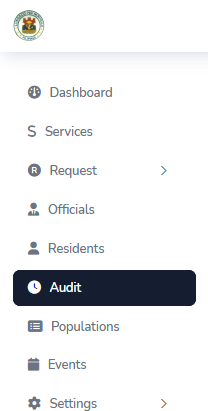 Dashboard
S Services
R Request
Officials
Residents
Audit
Populations
Events
Settings